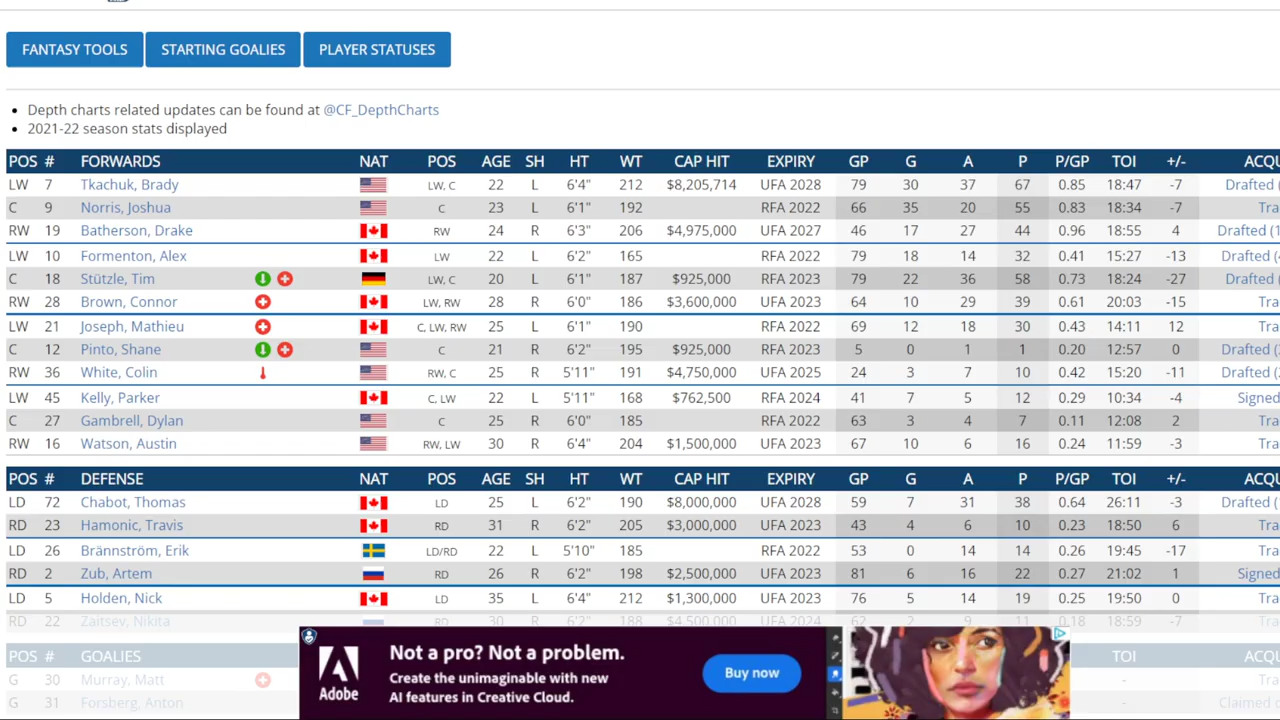 FANTASY TOOLS STARTING GOALIES PLAYER STATUSES
• Depth charts related updates can be found at @CF_DepthCharts
• 2021-22 season stats displayed
POS # FORWARDS NAT POS AGE SH HT WT CAP HIT EXPIRY GP G A P P/GP TOI +/- ACQU
LW 7 Tkachuk, Brady LW, C 22 L 6'4" 212 $8,205,714 UFA 2028 79 30 37 67 0.85 18:47 -7 Drafted (
C 9 Norris, Joshua C 23 L 6'1" 192 RFA 2022 66 35 20 55 0.83 18:34 -7 Tra
RW 19 Batherson, Drake RW 24 R 6'3" 206 $4,975,000 UFA 2027 46 17 27 44 0.96 18:55 4 Drafted (1
LW 10 Formenton, Alex LW 22 L 6'2" 165 RFA 2022 79 18 14 32 0.41 15:27 -13 Drafted (
C 18 Stützle, Tim LW, C 20 L 6'1" 187 $925,000 RFA 2023 79 22 36 58 0.73 18:24 -27 Drafted (
RW 28 Brown, Connor LW, RW 28 R 6'0" 186 $3,600,000 UFA 2023 64 10 29 39 0.61 20:03 -15 Tra
LW 21 Joseph, Mathieu C, LW, RW 25 L 6'1" 190 RFA 2022 69 12 18 30 0.43 14:11 12 Tra
C 12 Pinto, Shane C 21 R 6'2" 195 $925,000 RFA 2023 5 0 1 1 0.20 12:57 0 Drafted (
RW 36 White, Colin RW, C 25 R 5'11" 191 $4,750,000 UFA 2025 24 3 7 10 0.42 15:20 -11 Drafted (
LW 45 Kelly, Parker C, LW 22 L 5'11" 168 $762,500 RFA 2024 41 7 5 12 0.29 10:34 -4 Signed
C 27 Gambrell, Dylan C 25 R 6'0" 185 RFA 2022 63 3 4 7 0.11 12:08 2 Tra
RW 16 Watson, Austin RW, LW 30 R 6'4" 204 $1,500,000 UFA 2023 67 10 6 16 0.24 11:59 -3 Tra
POS # DEFENSE NAT POS AGE SH HT WT CAP HIT EXPIRY GP G A P P/GP TOI +/- ACQU
LD 72 Chabot, Thomas LD 25 L 6'2" 190 $8,000,000 UFA 2028 59 7 31 38 0.64 26:11 -3 Drafted (
RD 23 Hamonic, Travis RD 31 R 6'2" 205 $3,000,000 UFA 2023 43 4 6 10 0.23 18:50 6 Tra
LD 26 Brännström, Erik LD/RD 22 L 5'10" 185 RFA 2022 53 0 14 14 0.26 19:45 -17 Tra
RD 2 Zub, Artem RD 26 R 6'2" 198 $2,500,000 UFA 2023 81 6 16 22 0.27 21:02 1 Signed
LD 5 Holden, Nick LD 35 L 6'4" 212 $1,300,000 UFA 2023 76 5 14 19 0.25 19:50 0 Tra
RD 22 Zaitsev, Nikita RD 30 R 6'2" 188 $4,500,000 UFA 2024 62 2 9 11 0.18 18:59 -7 Tra
POS # GOALIES TOI ACQU
G 30 Murray, Matt - - Tra
G 31 Forsberg, Anton - - Claimed
Adobe
Not a pro? Not a problem.
Create the unimaginable with new
AI features in Creative Cloud.
Buy now